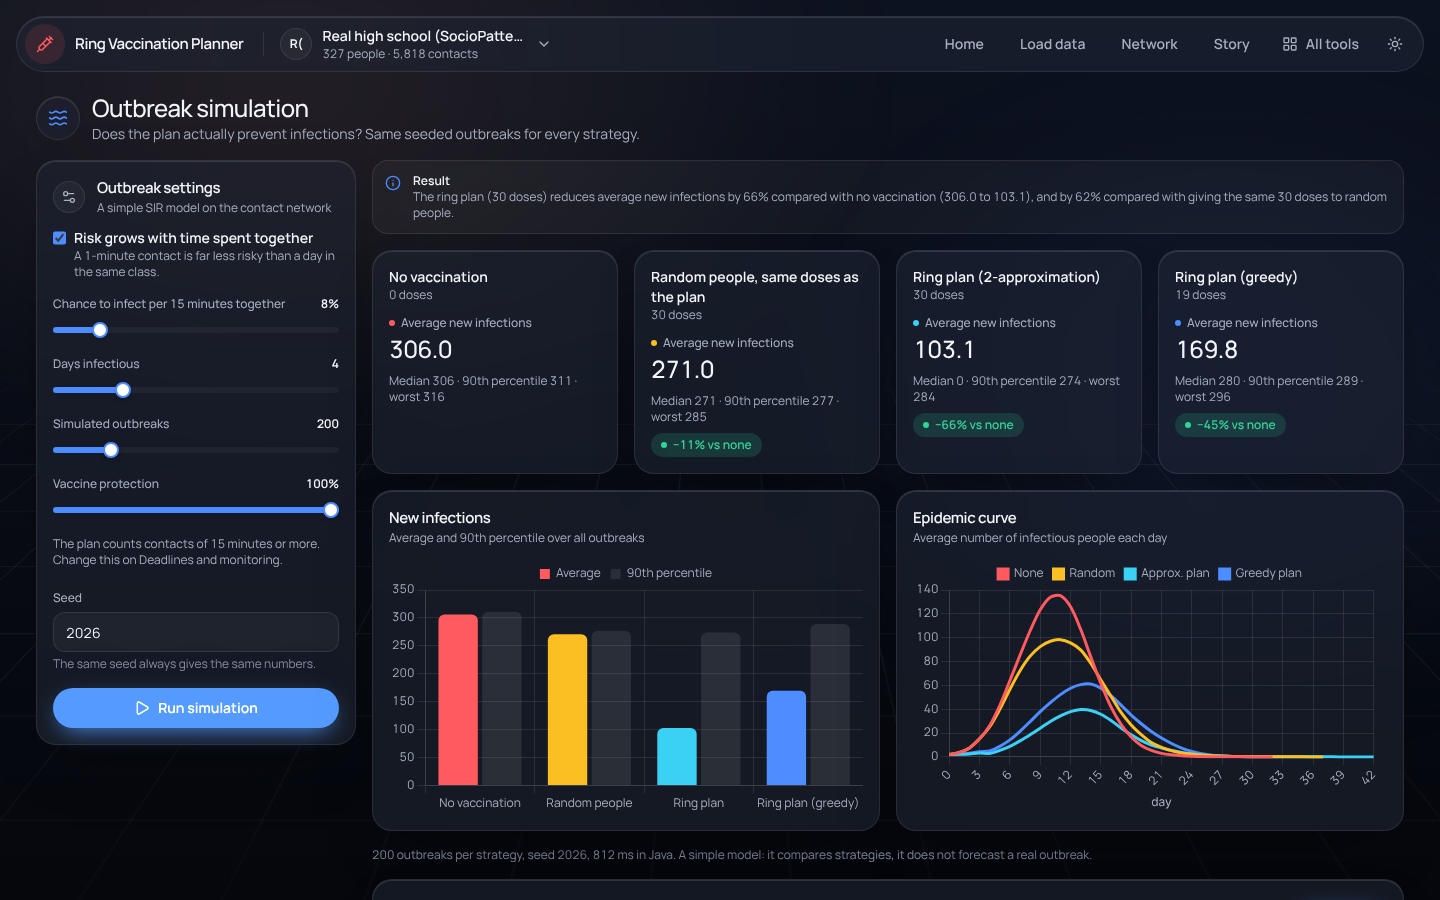 Ring Vaccination Planner
R(
Real high school (SocioPatte...
327 people · 5,818 contacts
Home
Load data
Network
Story
All tools
Outbreak simulation
Does the plan actually prevent infections? Same seeded outbreaks for every strategy.
Outbreak settings
A simple SIR model on the contact network
Risk grows with time spent together
A 1-minute contact is far less risky than a day in
the same class.
Chance to infect per 15 minutes together 8%
Days infectious 4
Simulated outbreaks 200
Vaccine protection 100%
The plan counts contacts of 15 minutes or more.
Change this on Deadlines and monitoring.
Seed
2026
The same seed always gives the same numbers.
Run simulation
Result
The ring plan (30 doses) reduces average new infections by 66% compared with no vaccination (306.0 to 103.1), and by 62% compared with giving the same 30 doses to random
people.
No vaccination
0 doses
Average new infections
306.0
Median 306 · 90th percentile 311 ·
worst 316
Random people, same doses as
the plan
30 doses
Average new infections
271.0
Median 271 · 90th percentile 277 ·
worst 285
−11% vs none
Ring plan (2-approximation)
30 doses
Average new infections
103.1
Median 0 · 90th percentile 274 · worst
284
−66% vs none
Ring plan (greedy)
19 doses
Average new infections
169.8
Median 280 · 90th percentile 289 ·
worst 296
−45% vs none
New infections
Average and 90th percentile over all outbreaks
Average 90th percentile
350
300
250
200
150
100
50
0
No vaccination Random people Ring plan Ring plan (greedy)
Epidemic curve
Average number of infectious people each day
None Random Approx. plan Greedy plan
140
120
100
80
60
40
20
0
0 3 6 9 12 15 18 21 24 27 30 33 36 39 42
day
200 outbreaks per strategy, seed 2026, 812 ms in Java. A simple model: it compares strategies, it does not forecast a real outbreak.